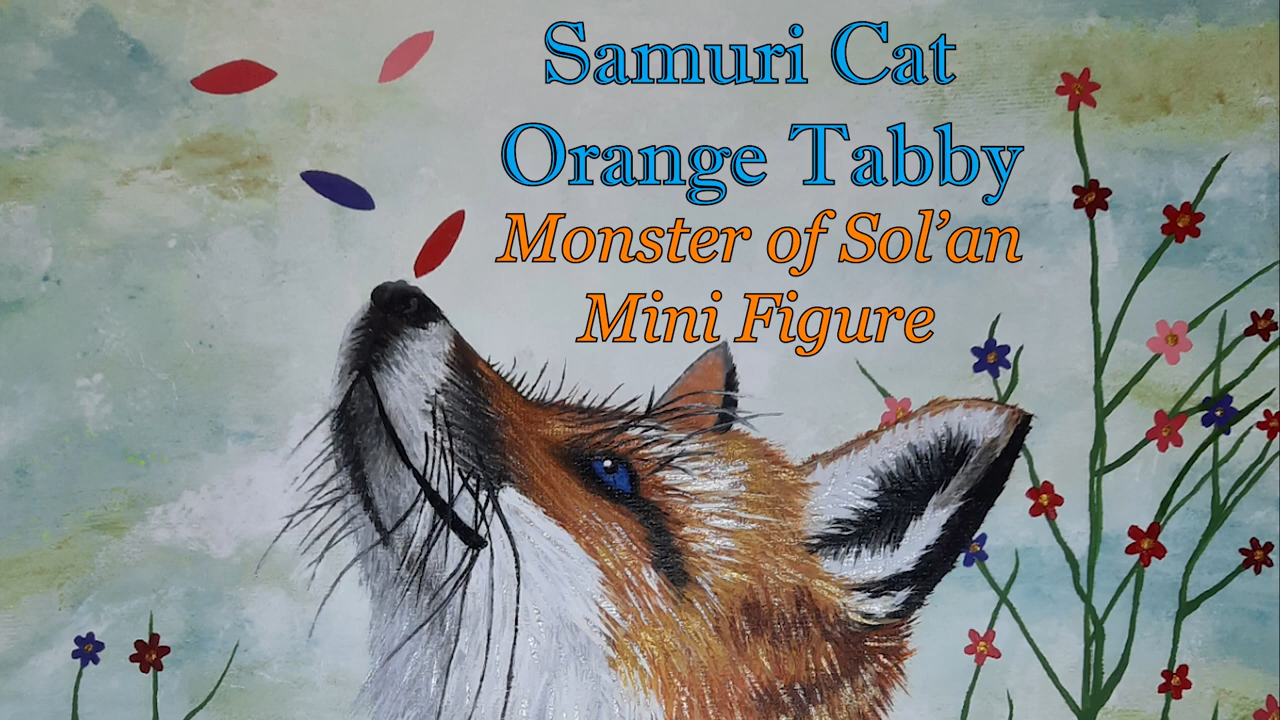 Samuri Cat
Orange Tabby
Monster of Sol’an
Mini Figure